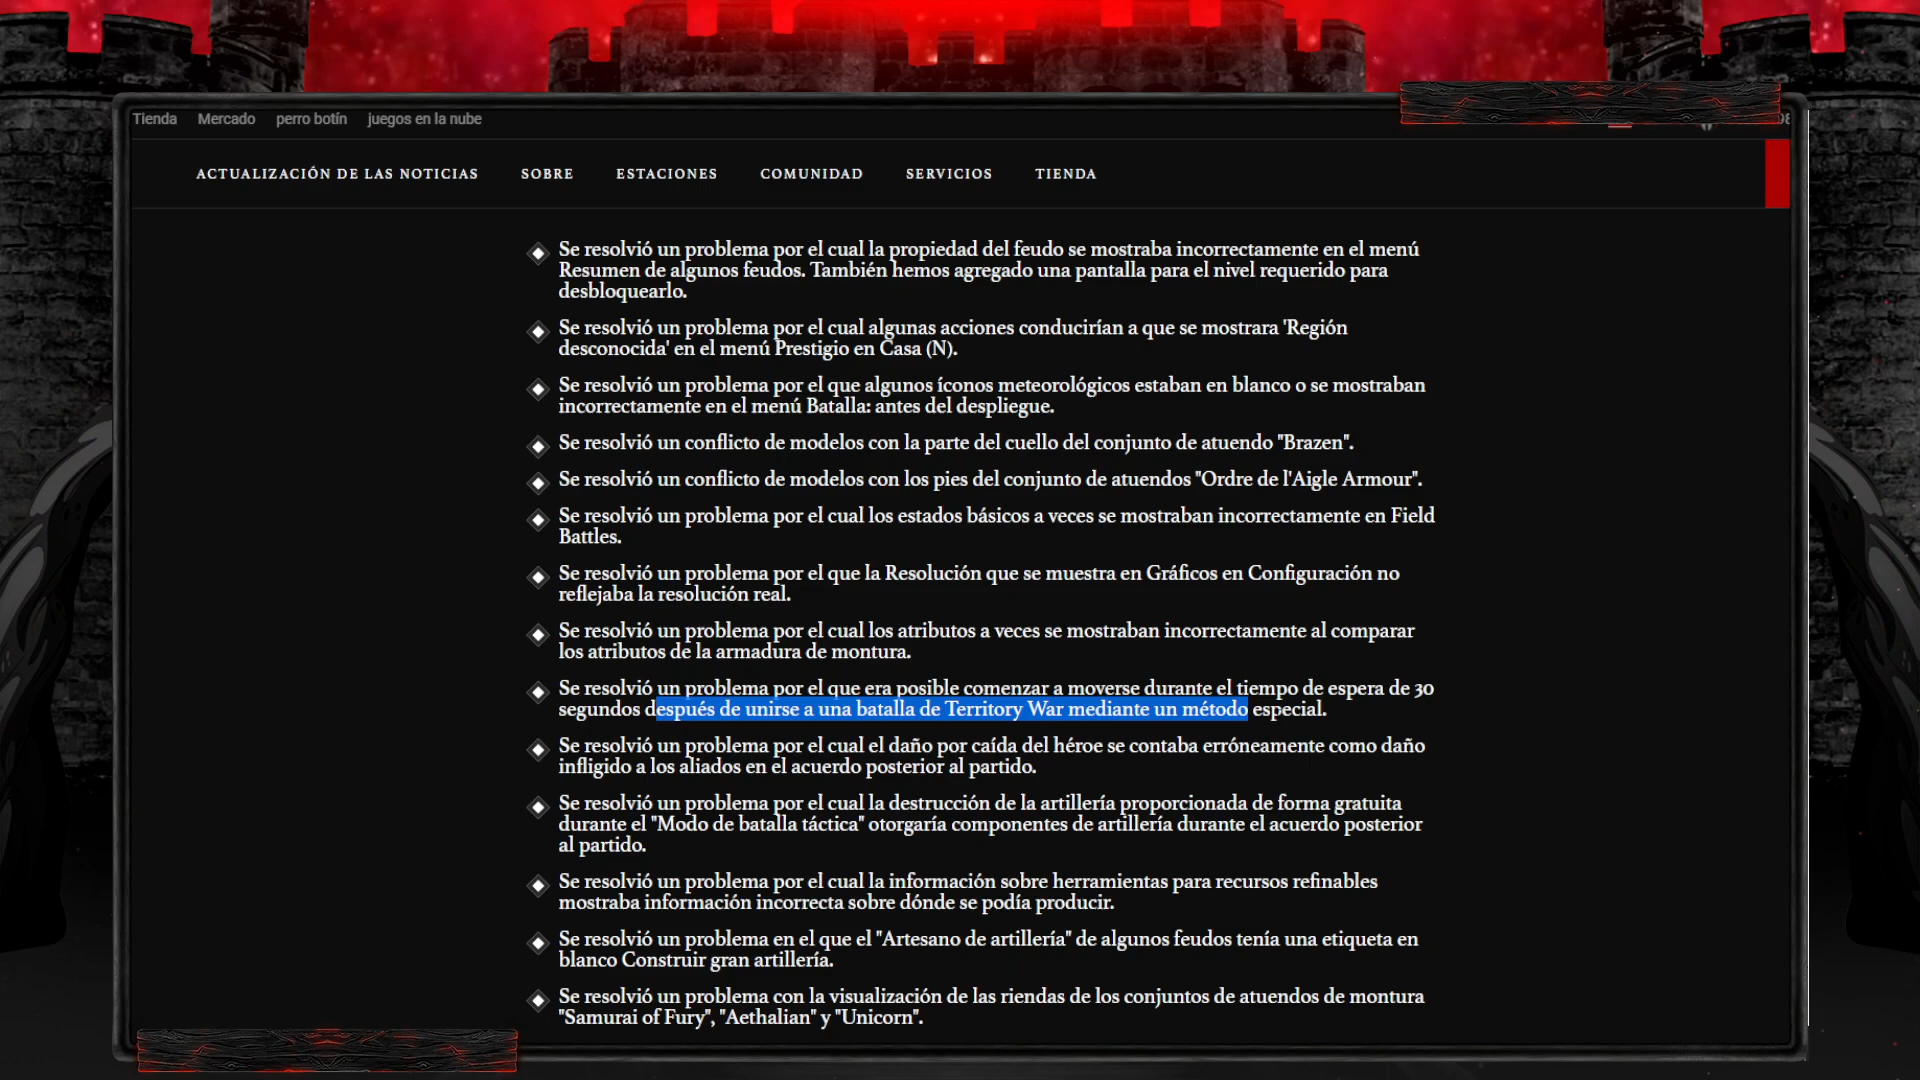 Tienda Mercado perro botín juegos en la nube
ACTUALIZACIÓN DE LAS NOTICIAS SOBRE ESTACIONES COMUNIDAD SERVICIOS TIENDA
Se resolvió un problema por el cual la propiedad del feudo se mostraba incorrectamente en el menú
Resumen de algunos feudos. También hemos agregado una pantalla para el nivel requerido para
desbloquearlo.
Se resolvió un problema por el cual algunas acciones conducirían a que se mostrara 'Región
desconocida' en el menú Prestigio en Casa (N).
Se resolvió un problema por el que algunos íconos meteorológicos estaban en blanco o se mostraban
incorrectamente en el menú Batalla: antes del despliegue.
Se resolvió un conflicto de modelos con la parte del cuello del conjunto de atuendo "Brazen".
Se resolvió un conflicto de modelos con los pies del conjunto de atuendos "Ordre de l'Aigle Armour".
Se resolvió un problema por el cual los estados básicos a veces se mostraban incorrectamente en Field
Battles.
Se resolvió un problema por el que la Resolución que se muestra en Gráficos en Configuración no
reflejaba la resolución real.
Se resolvió un problema por el cual los atributos a veces se mostraban incorrectamente al comparar
los atributos de la armadura de montura.
Se resolvió un problema por el que era posible comenzar a moverse durante el tiempo de espera de 30
segundos después de unirse a una batalla de Territory War mediante un método especial.
Se resolvió un problema por el cual el daño por caída del héroe se contaba erróneamente como daño
infligido a los aliados en el acuerdo posterior al partido.
Se resolvió un problema por el cual la destrucción de la artillería proporcionada de forma gratuita
durante el "Modo de batalla táctica" otorgaría componentes de artillería durante el acuerdo posterior
al partido.
Se resolvió un problema por el cual la información sobre herramientas para recursos refinables
mostraba información incorrecta sobre dónde se podía producir.
Se resolvió un problema en el que el "Artesano de artillería" de algunos feudos tenía una etiqueta en
blanco Construir gran artillería.
Se resolvió un problema con la visualización de las riendas de los conjuntos de atuendos de montura
"Samurai of Fury", "Aethalian" y "Unicorn".